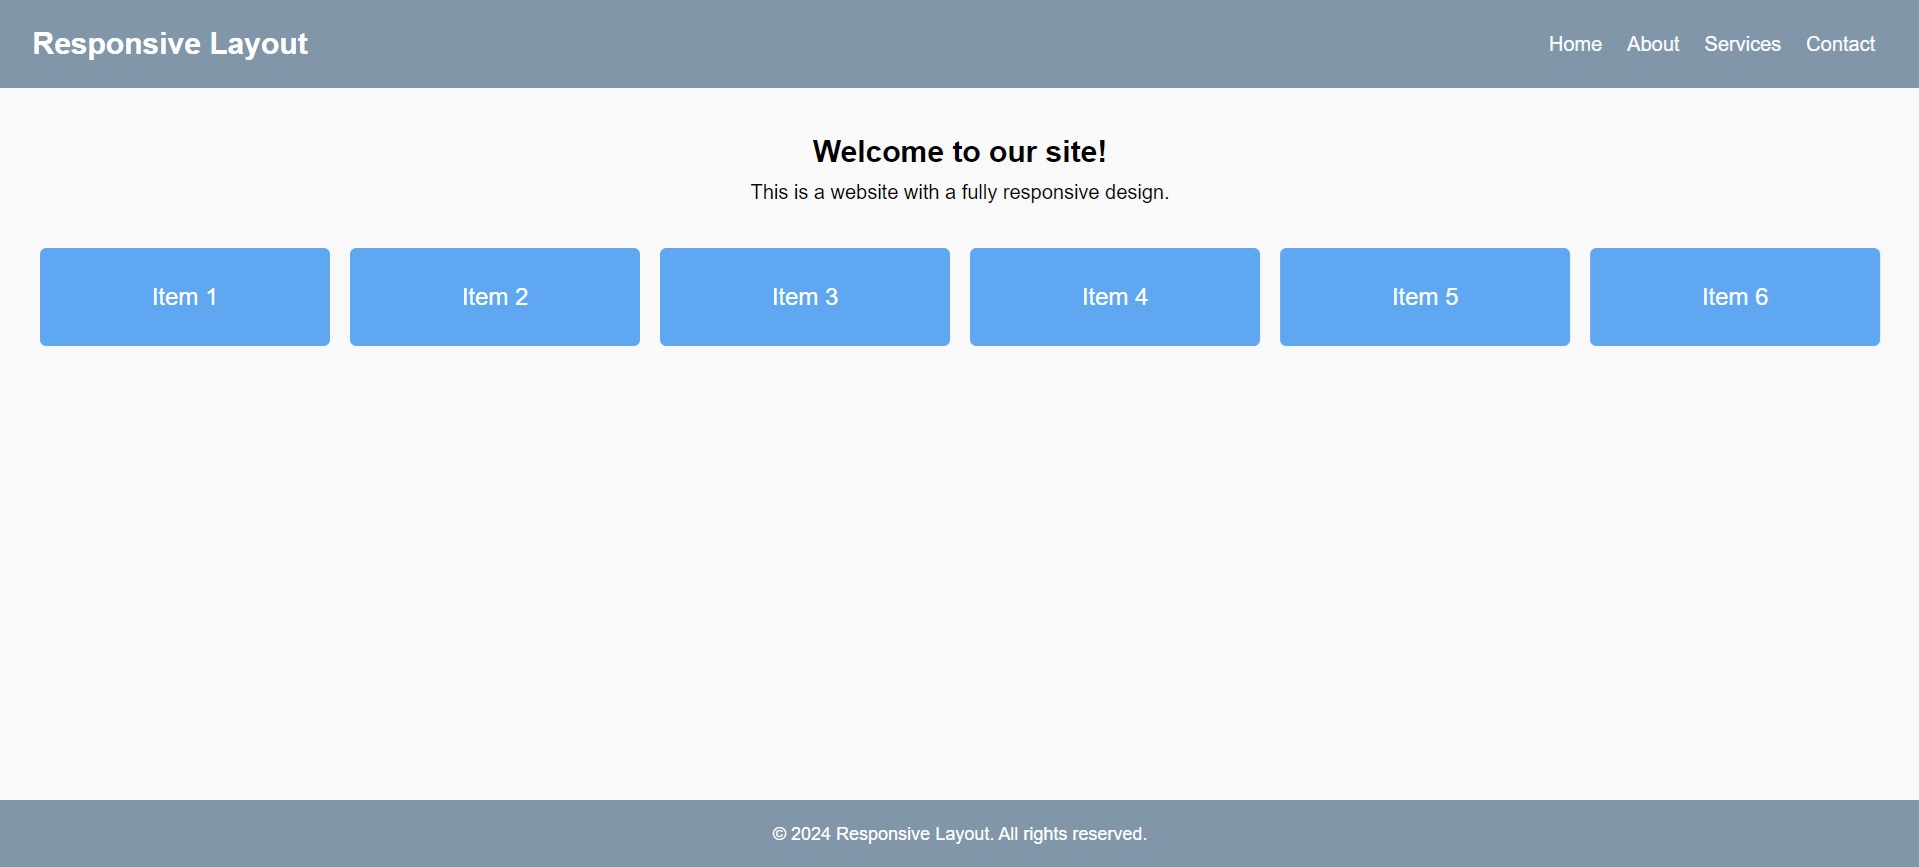 Responsive Layout
Home About Services Contact
Welcome to our site!
This is a website with a fully responsive design.
Item 1
Item 2
Item 3
Item 4
Item 5
Item 6
© 2024 Responsive Layout. All rights reserved.